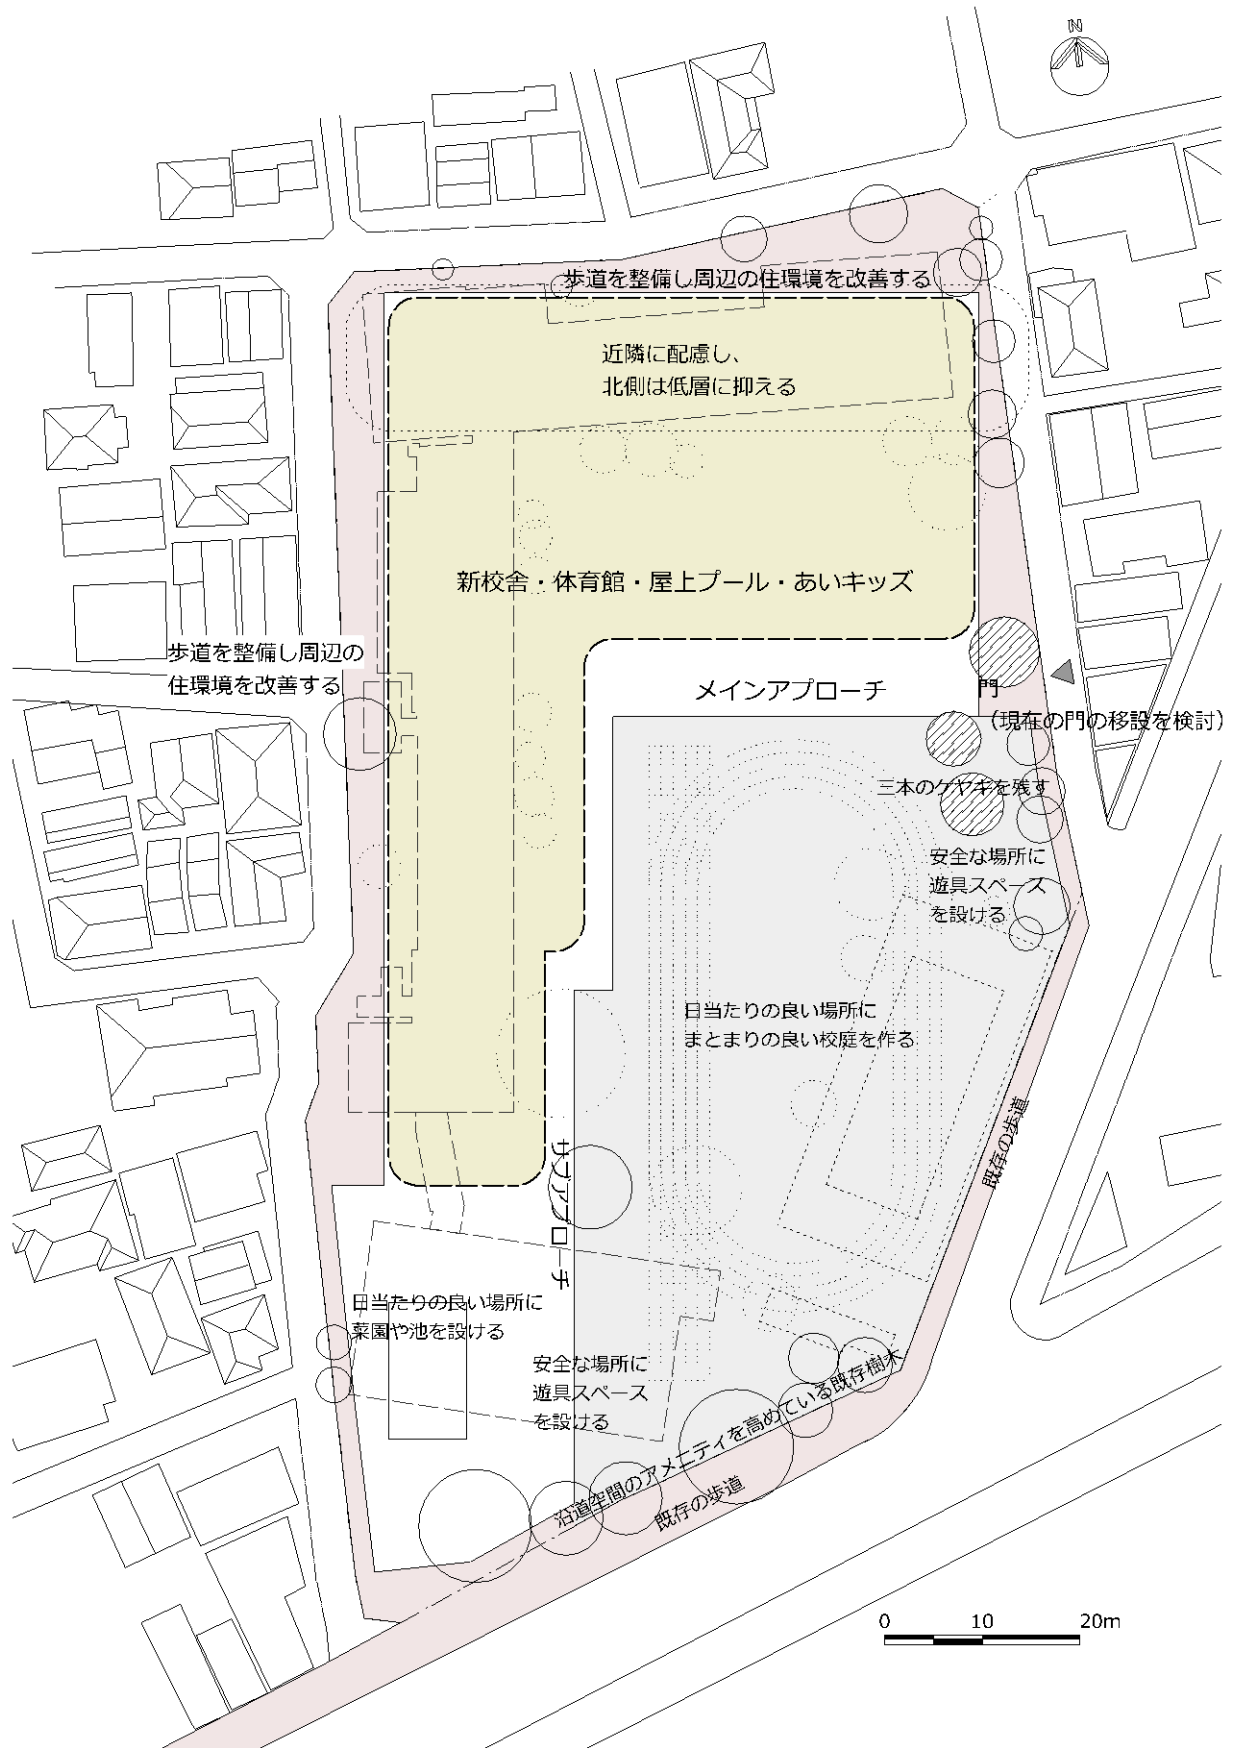 N
歩道を整備し周辺の住環境を改善する
近隣に配慮し、
北側は低層に抑える
新校舎・体育館・屋上プール・あいキッズ
歩道を整備し周辺の
住環境を改善する
メインアプローチ
門
（現在の門の移設を検討）
三本のケヤキを残す
安全な場所に
遊具スペース
を設ける
日当たりの良い場所に
まとまりの良い校庭を作る
既存の歩道
サブアプローチ
日当たりの良い場所に
菜園や池を設ける
安全な場所に
遊具スペース
を設ける
沿道空間のアメニティを高めている既存樹木
既存の歩道
0 10 20m